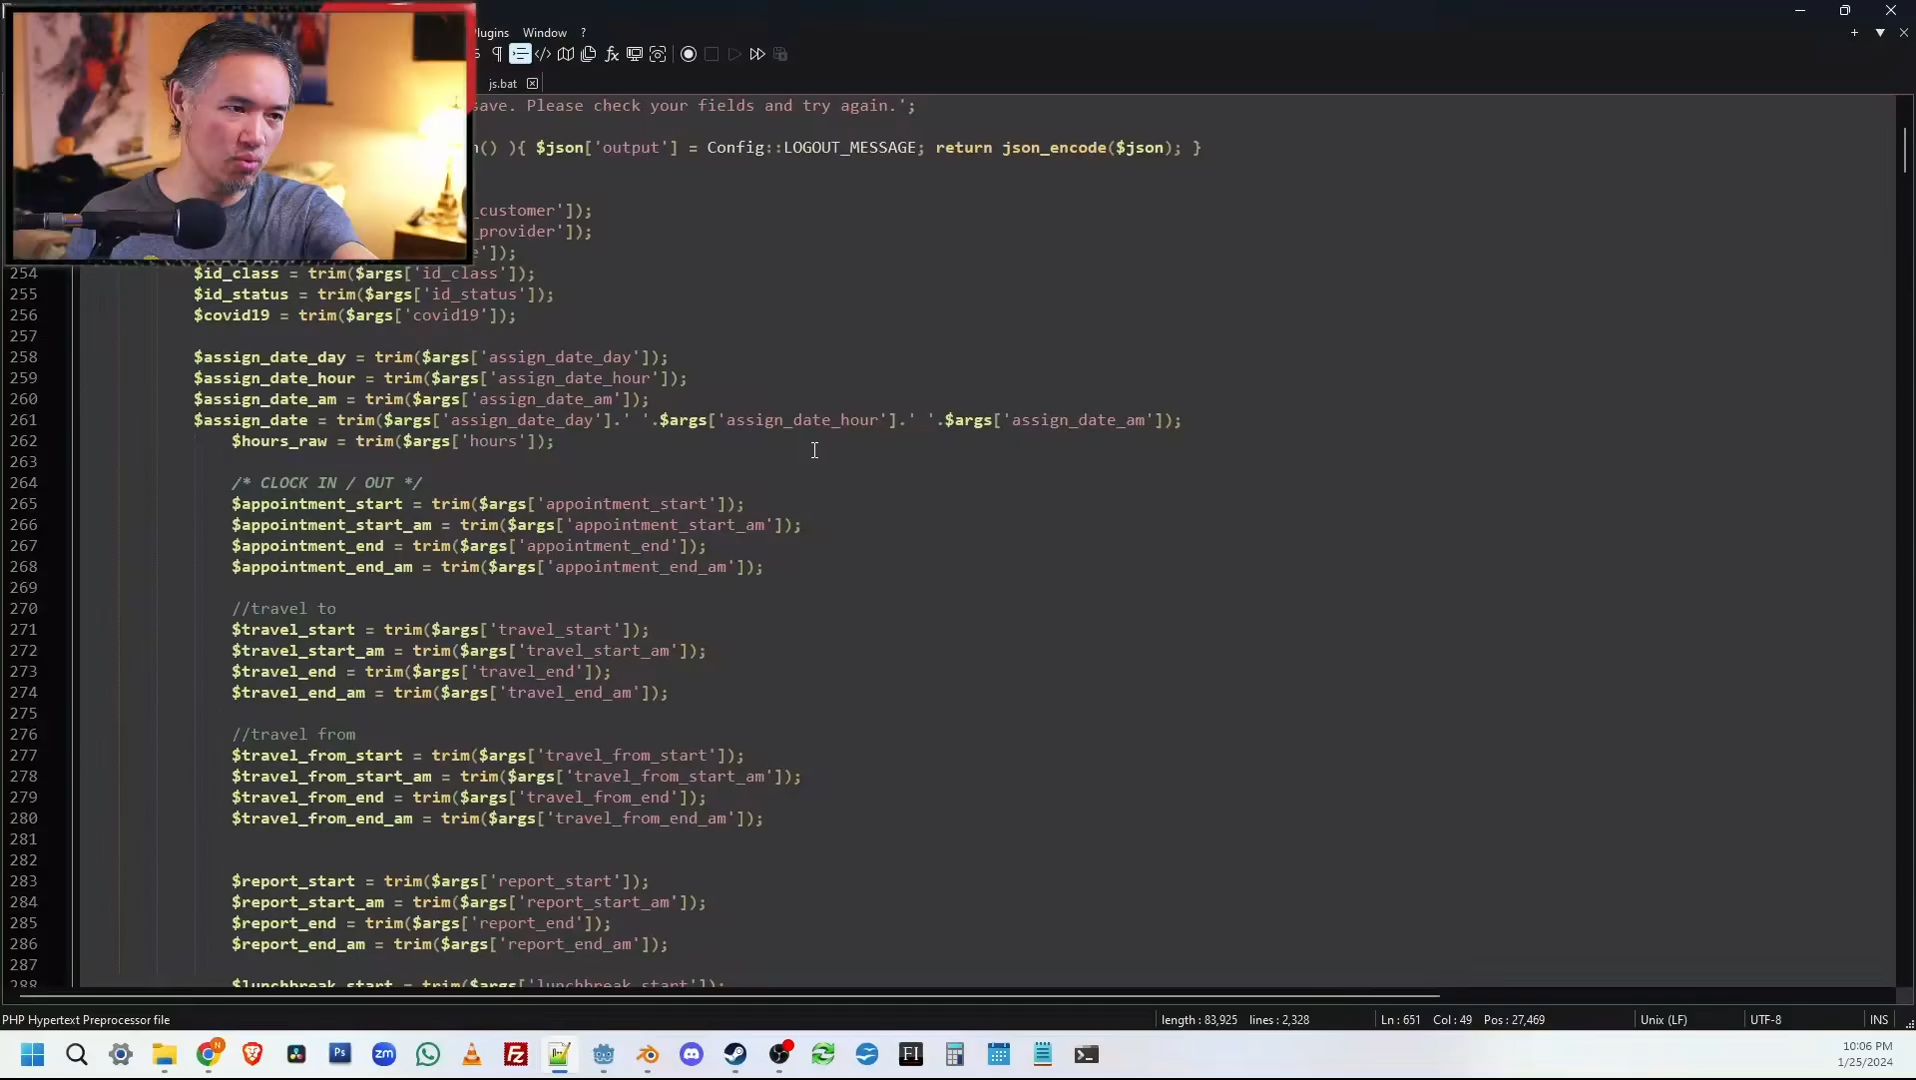 Plugins Window ?
js.bat
save. Please check your fields and try again.';
() ){ $json['output'] = Config::LOGOUT_MESSAGE; return json_encode($json); }
_customer']);
_provider']);
']);
254 $id_class = trim($args['id_class']);
255 $id_status = trim($args['id_status']);
256 $covid19 = trim($args['covid19']);
257
258 $assign_date_day = trim($args['assign_date_day']);
259 $assign_date_hour = trim($args['assign_date_hour']);
260 $assign_date_am = trim($args['assign_date_am']);
261 $assign_date = trim($args['assign_date_day'].' '.$args['assign_date_hour'].' '.$args['assign_date_am']);
262 $hours_raw = trim($args['hours']);
263
264 /* CLOCK IN / OUT */
265 $appointment_start = trim($args['appointment_start']);
266 $appointment_start_am = trim($args['appointment_start_am']);
267 $appointment_end = trim($args['appointment_end']);
268 $appointment_end_am = trim($args['appointment_end_am']);
269
270 //travel to
271 $travel_start = trim($args['travel_start']);
272 $travel_start_am = trim($args['travel_start_am']);
273 $travel_end = trim($args['travel_end']);
274 $travel_end_am = trim($args['travel_end_am']);
275
276 //travel from
277 $travel_from_start = trim($args['travel_from_start']);
278 $travel_from_start_am = trim($args['travel_from_start_am']);
279 $travel_from_end = trim($args['travel_from_end']);
280 $travel_from_end_am = trim($args['travel_from_end_am']);
281
282
283 $report_start = trim($args['report_start']);
284 $report_start_am = trim($args['report_start_am']);
285 $report_end = trim($args['report_end']);
286 $report_end_am = trim($args['report_end_am']);
287
288 $lunchbreak_start = trim($args['lunchbreak_start']);
PHP Hypertext Preprocessor file length : 83,925 lines : 2,328 Ln : 651 Col : 49 Pos : 27,469 Unix (LF) UTF-8 INS
10:06 PM
1/25/2024